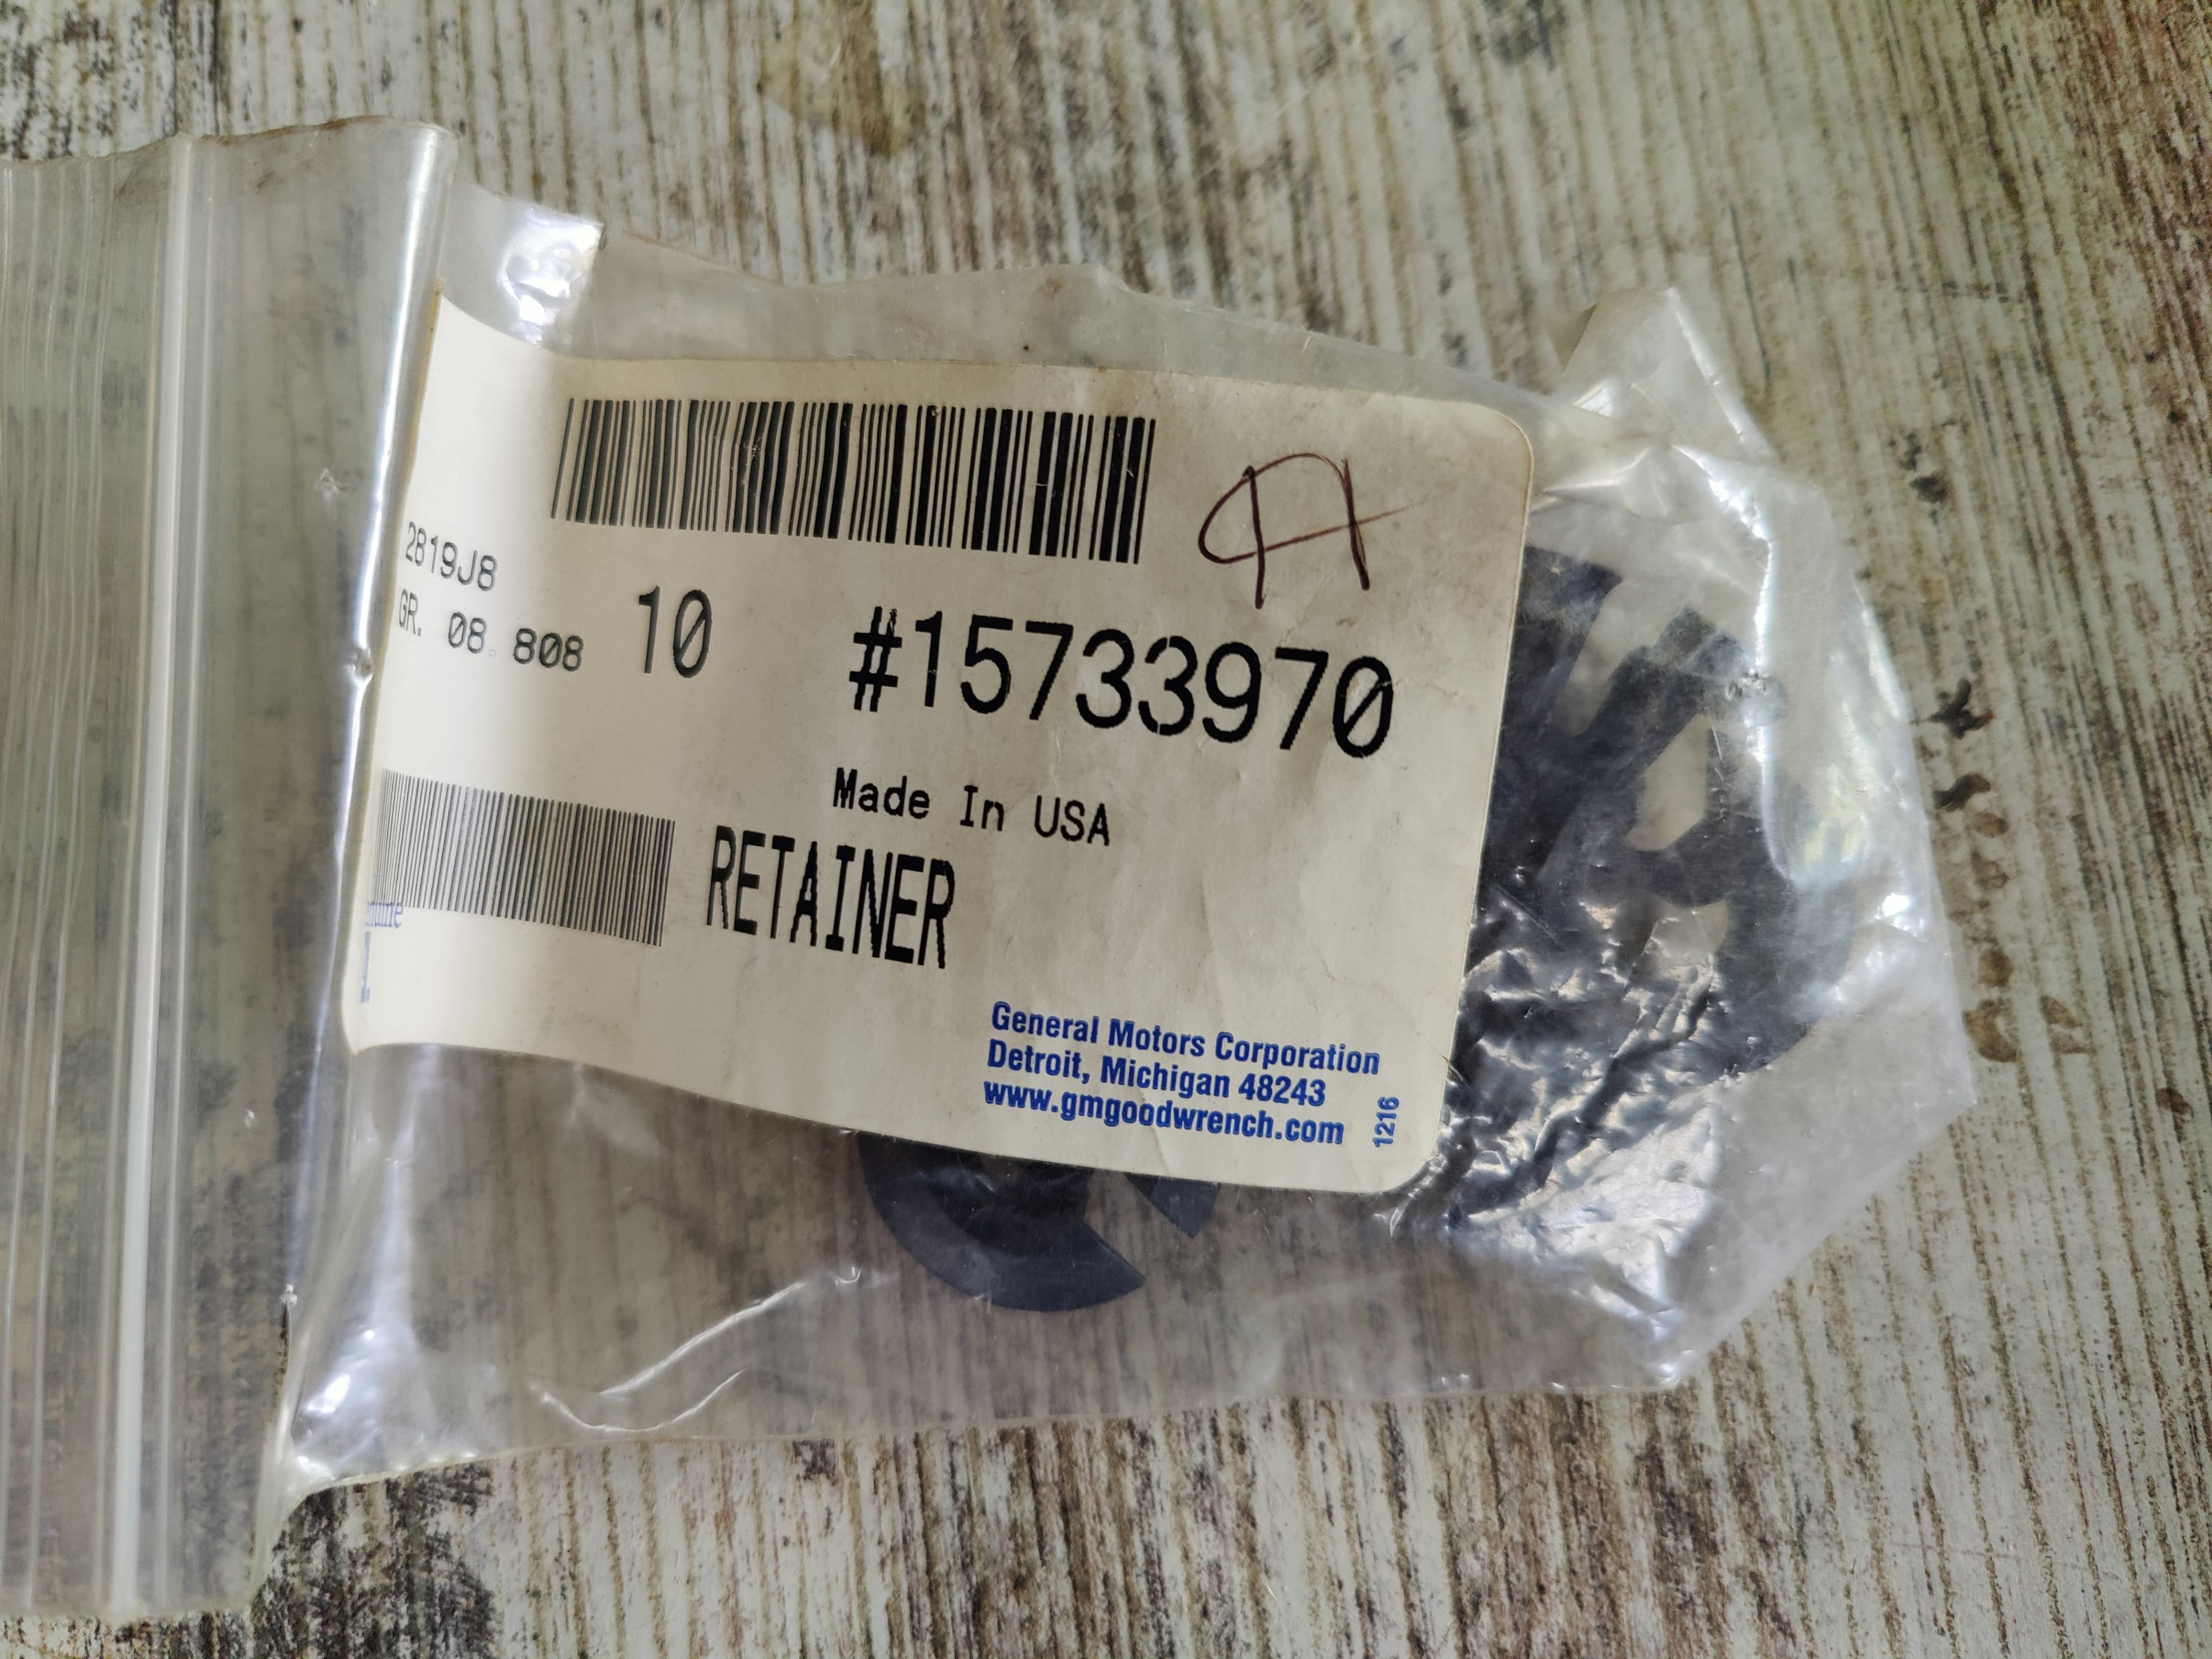 A
2819J8
GR. 08.808
10 #15733970
Made In USA
RETAINER
General Motors Corporation
Detroit, Michigan 48243
www.gmgoodwrench.com
1216